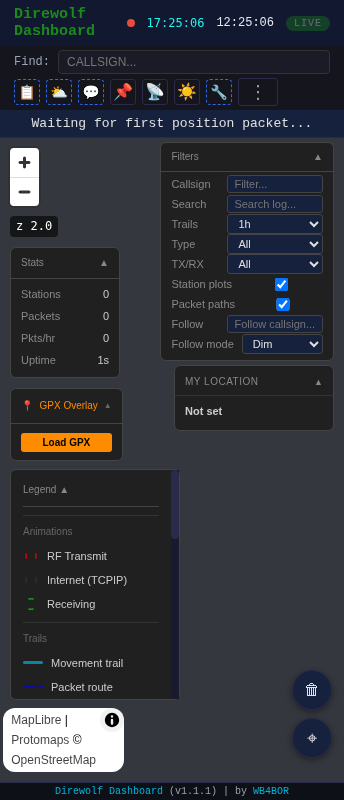 Direwolf Dashboard
17:25:06
12:25:06
LIVE
Find:
CALLSIGN...
Waiting for first position packet...
z 2.0
Stats ▲
Stations 0
Packets 0
Pkts/hr 0
Uptime 1s
GPX Overlay ▲
Load GPX
Filters ▲
Callsign Filter...
Search Search log...
Trails 1h
Type All
TX/RX All
Station plots
Packet paths
Follow Follow callsign...
Follow mode Dim
MY LOCATION ▲
Not set
Legend ▲
Animations
RF Transmit
Internet (TCPIP)
Receiving
Trails
Movement trail
Packet route
MapLibre |
Protomaps ©
OpenStreetMap
Direwolf Dashboard (v1.1.1) | by WB4BOR